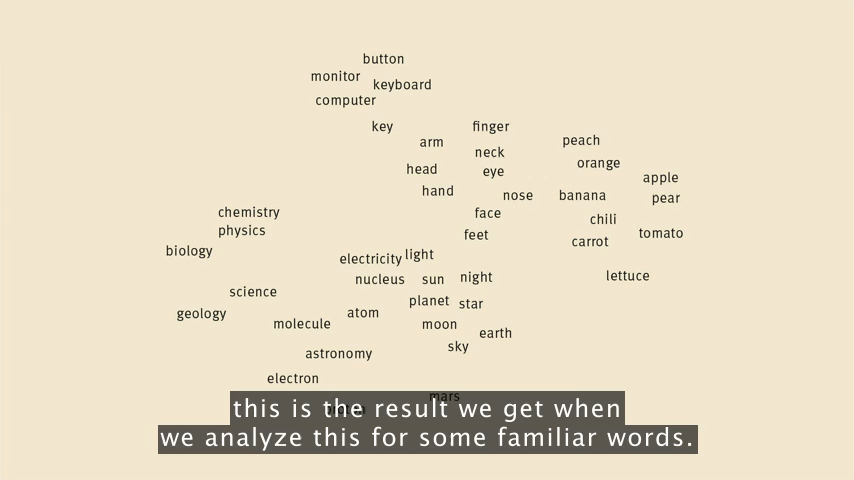 button
monitor
keyboard
computer
key
finger
arm
peach
neck
orange
head
eye
apple
hand
nose
banana
pear
chemistry
face
chili
physics
feet
carrot
tomato
biology
electricity
light
nucleus
sun
night
lettuce
science
planet
star
geology
atom
molecule
moon
earth
sky
astronomy
electron
mars
this is the result we get when
we analyze this for some familiar words.